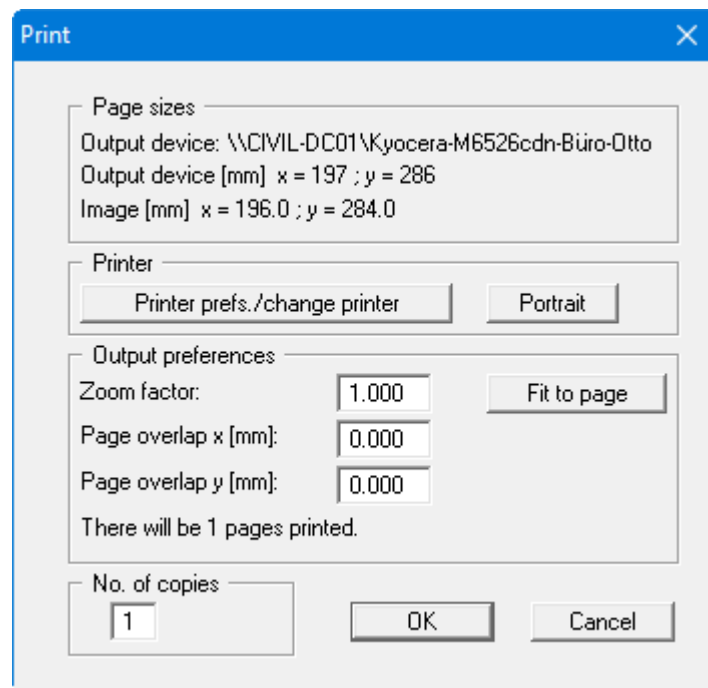 Print
Page sizes
Output device: \\CIVIL-DC01\Kyocera-M6526cdn-Büro-Otto
Output device [mm]  x = 197 ; y = 286
Image [mm]  x = 196.0 ; y = 284.0
Printer
Printer prefs./change printer Portrait
Output preferences
Zoom factor: 1.000 Fit to page
Page overlap x [mm]: 0.000
Page overlap y [mm]: 0.000
There will be 1 pages printed.
No. of copies
1 OK Cancel